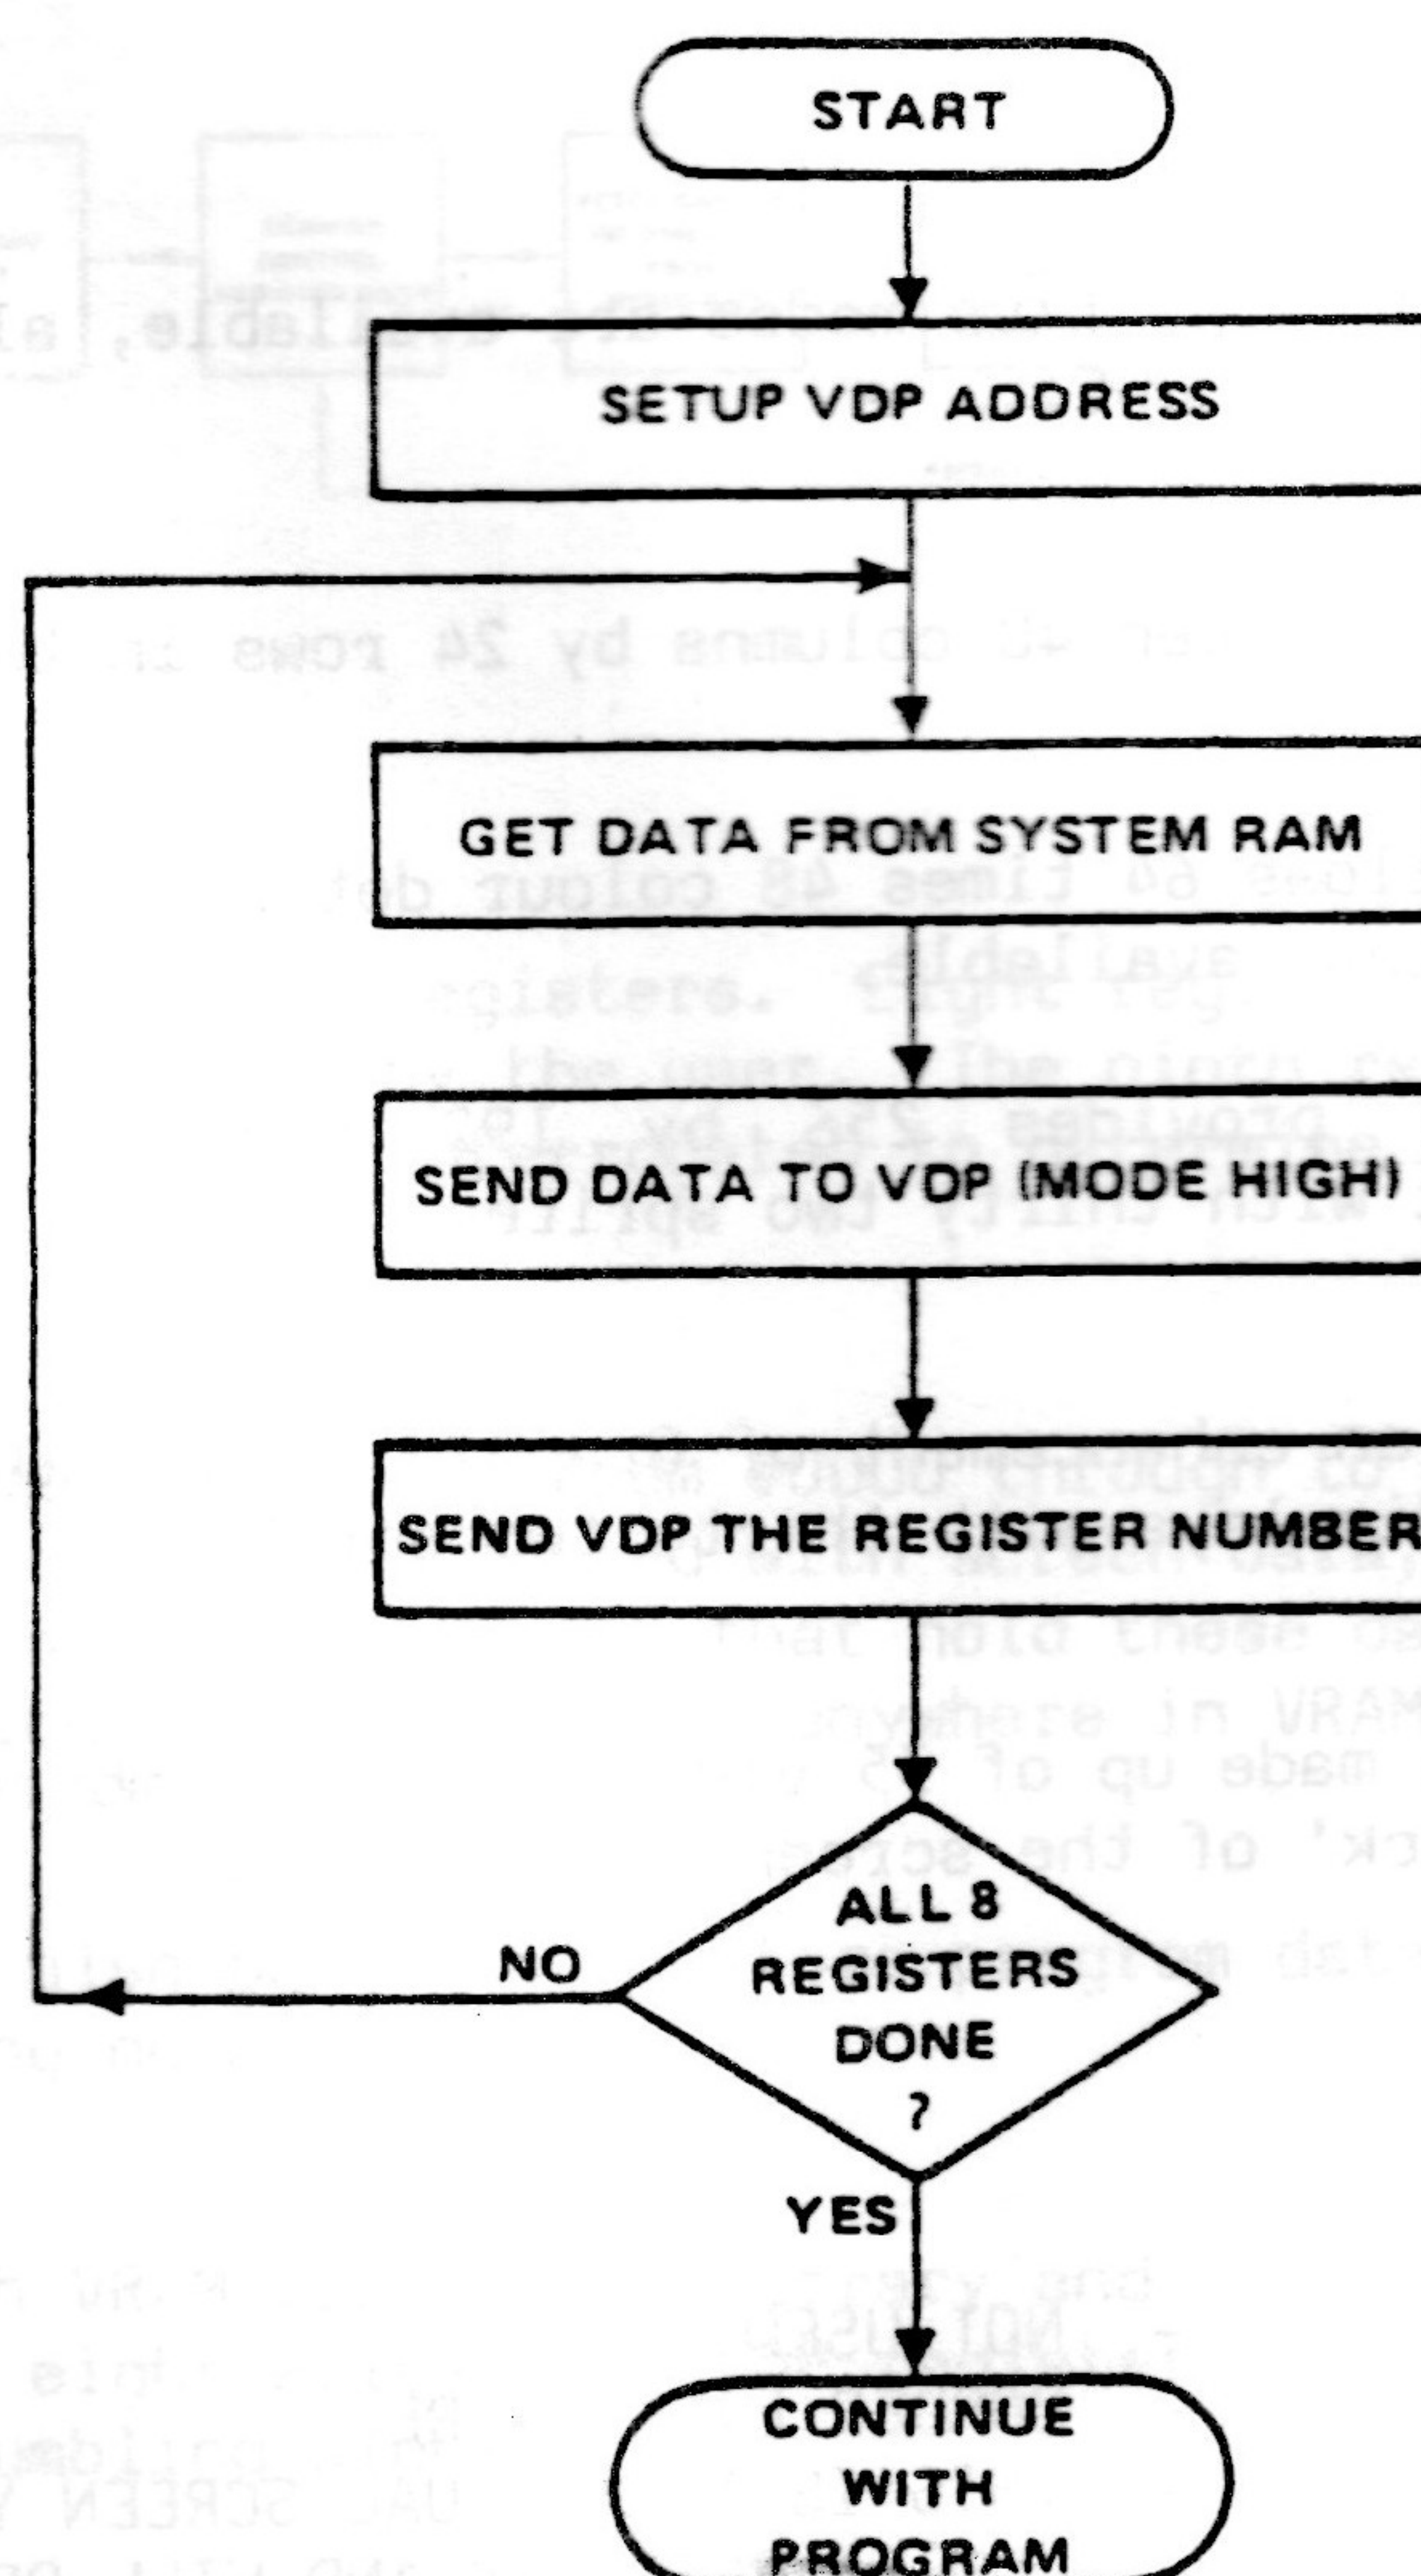 START
SETUP VDP ADDRESS
GET DATA FROM SYSTEM RAM
SEND DATA TO VDP (MODE HIGH)
SEND VDP THE REGISTER NUMBER
ALL 8
REGISTERS
DONE
?
NO
YES
CONTINUE
WITH
PROGRAM